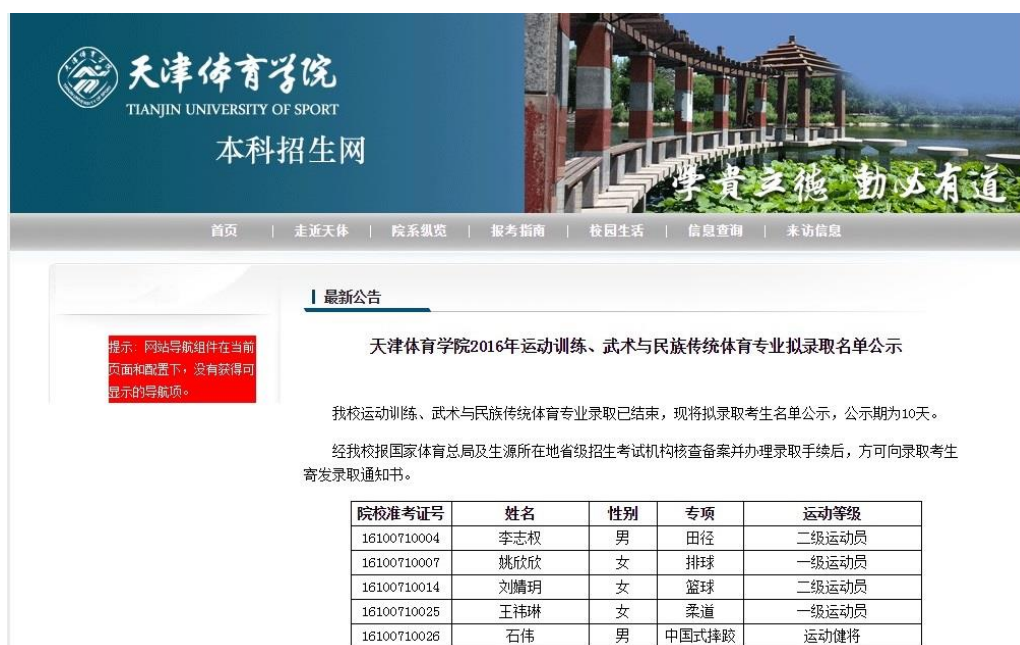 天津体育学院
TIANJIN UNIVERSITY OF SPORT
本科招生网
學貴立德 動必有道
首页 | 走近天体 | 院系纵览 | 报考指南 | 校园生活 | 信息查询 | 来访信息
最新公告
提示：网站导航组件在当前
页面和配置下，没有获得可
显示的导航项。
天津体育学院2016年运动训练、武术与民族传统体育专业拟录取名单公示
我校运动训练、武术与民族传统体育专业录取已结束，现将拟录取考生名单公示，公示期为10天。
经我校报国家体育总局及生源所在地省级招生考试机构核查备案并办理录取手续后，方可向录取考生
寄发录取通知书。
院校准考证号 姓名 性别 专项 运动等级
16100710004 李志权 男 田径 二级运动员
16100710007 姚欣欣 女 排球 一级运动员
16100710014 刘婧玥 女 篮球 二级运动员
16100710025 王祎琳 女 柔道 一级运动员
16100710026 石伟 男 中国式摔跤 运动健将